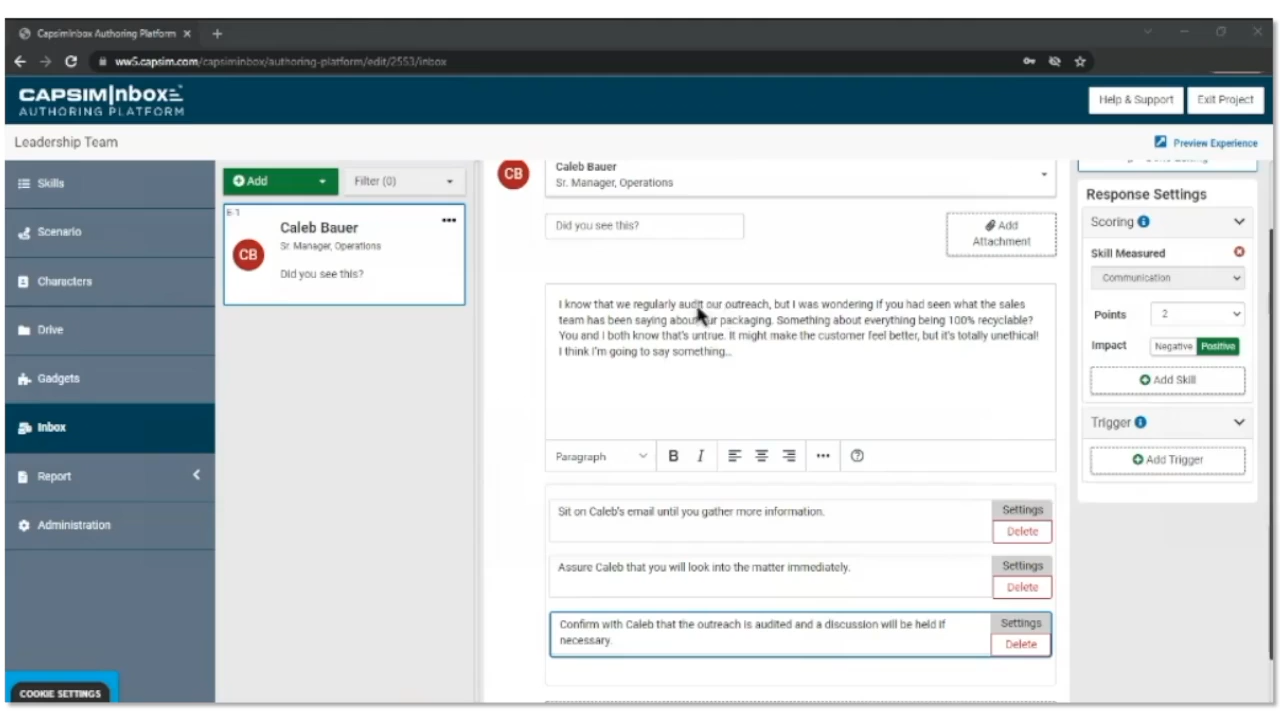 CapsimInbox Authoring Platform
ww5.capsim.com/capsiminbox/authoring-platform/edit/2553/inbox
CAPSIMInbox
AUTHORING PLATFORM
Help & Support
Exit Project
Leadership Team
Preview Experience
Skills
Scenario
Characters
Drive
Gadgets
Inbox
Report
Administration
COOKIE SETTINGS
Add
Filter (0)
E-1
CB
Caleb Bauer
Sr. Manager, Operations
Did you see this?
CB
Caleb Bauer
Sr. Manager, Operations
Did you see this?
Add
Attachment
I know that we regularly audit our outreach, but I was wondering if you had seen what the sales
team has been saying about our packaging. Something about everything being 100% recyclable?
You and I both know that's untrue. It might make the customer feel better, but it's totally unethical!
I think I'm going to say something...
Paragraph
B I
Sit on Caleb's email until you gather more information.
Settings
Delete
Assure Caleb that you will look into the matter immediately.
Settings
Delete
Confirm with Caleb that the outreach is audited and a discussion will be held if
necessary.
Settings
Delete
Response Settings
Scoring
Skill Measured
Communication
Points
2
Impact
Negative
Positive
Add Skill
Trigger
Add Trigger